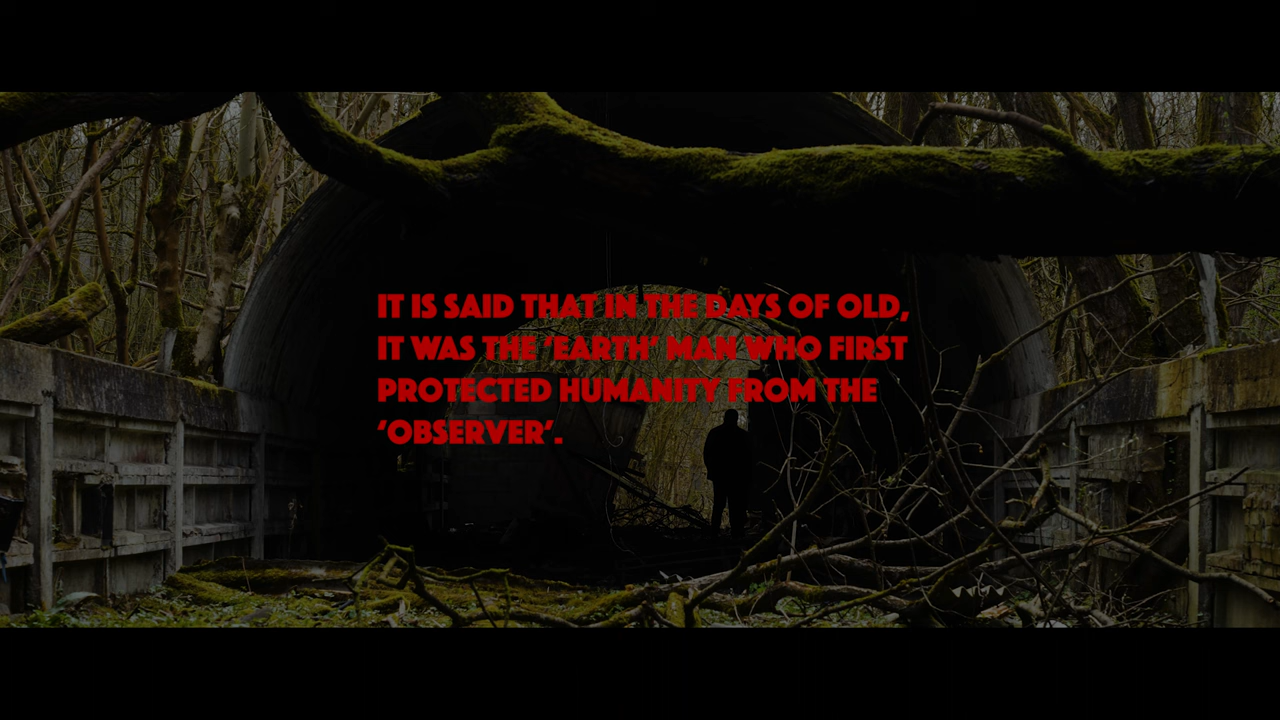 IT IS SAID THAT IN THE DAYS OF OLD,
IT WAS THE ‘EARTH’ MAN WHO FIRST
PROTECTED HUMANITY FROM THE
‘OBSERVER’.